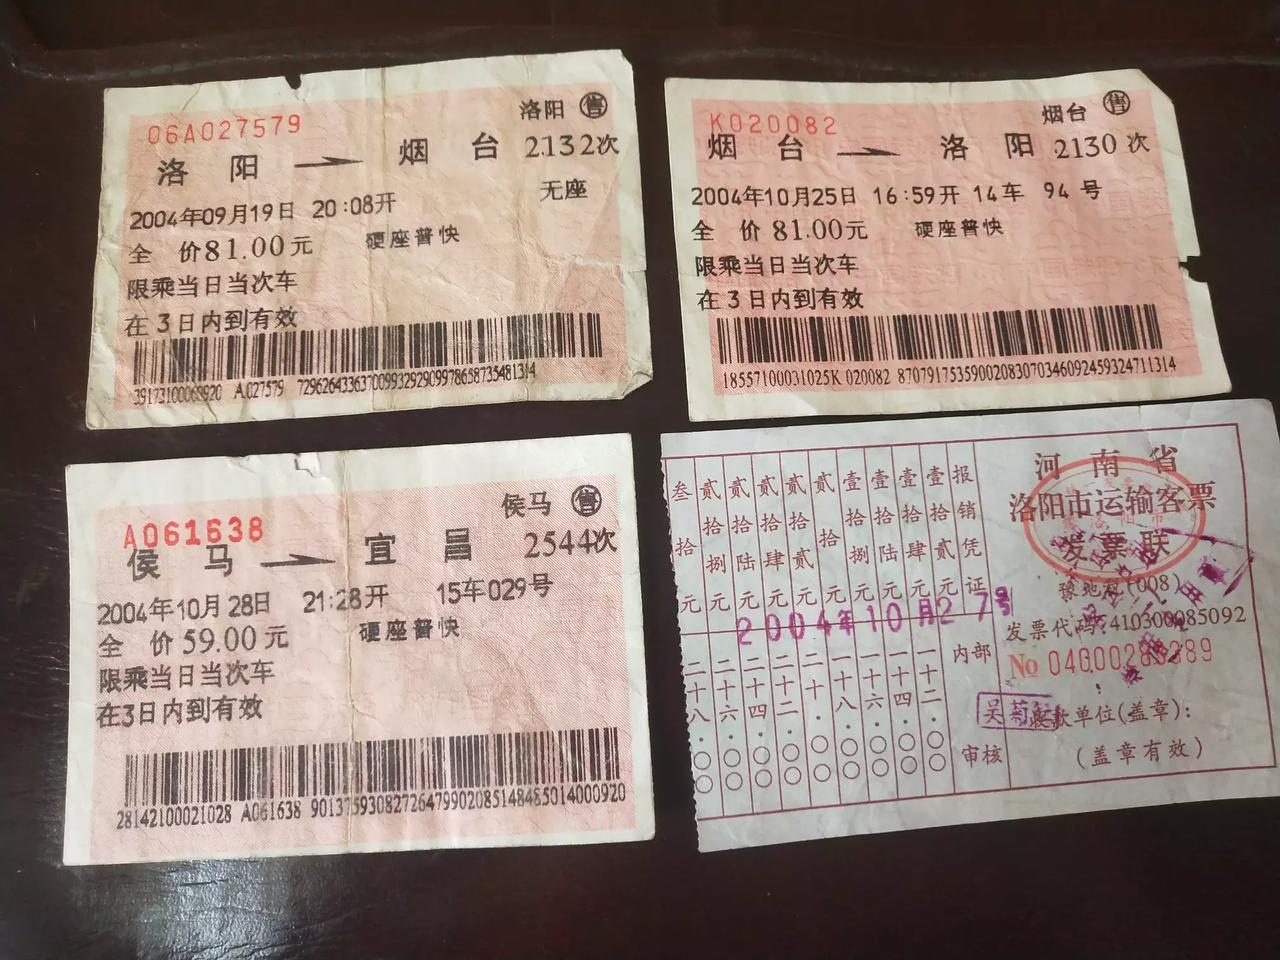 06A027579
洛阳 售
洛 阳 → 烟 台 2132次
2004年09月19日 20:08开 无座
全 价81.00元 硬座普快
限乘当日当次车
在3日内到有效
K020082
烟台 售
烟 台 → 洛 阳 2130次
2004年10月25日 16:59开 14车 94号
全 价81.00元 硬座普快
限乘当日当次车
在3日内到有效
18557100031025K 020082 87079175359002083070346092459324711314
A061638
侯马 售
侯 马 → 宜 昌 2544次
2004年10月28日 21:28开 15车029号
全 价59.00元 硬座普快
限乘当日当次车
在3日内到有效
28142100021028 A061638
河南省
洛阳市运输客票
发票联
(008)
发票代码:410300085092
收款单位(盖章):
(盖章有效)
报销凭证
内部
审核
壹拾贰元
壹拾肆元
壹拾陆元
壹拾捌元
贰拾元
贰拾贰元
贰拾肆元
贰拾陆元
贰拾捌元
叁拾元
2004年10月27号
一十二.〇〇
一十四.〇〇
一十六.〇〇
一十八.〇〇
二十.〇〇
二十二.〇〇
二十四.〇〇
二十六.〇〇
二十八.〇〇